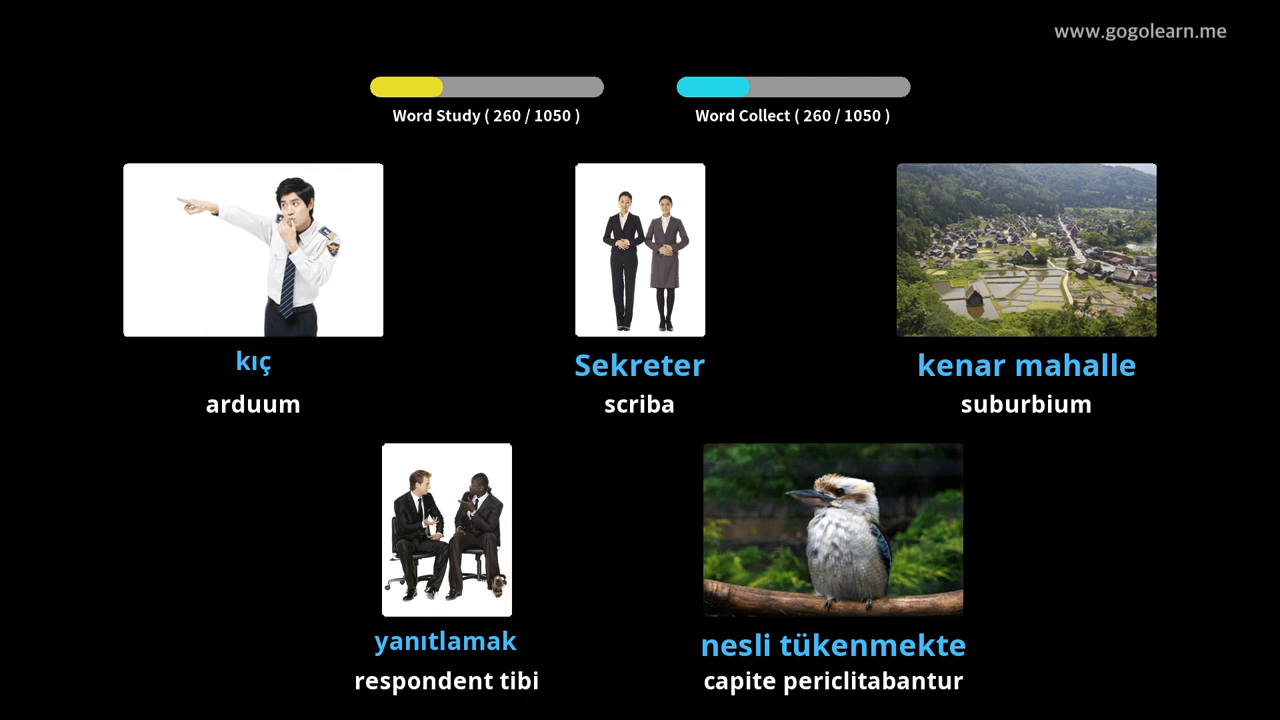 www.gogolearn.me
Word Study ( 260 / 1050 )
Word Collect ( 260 / 1050 )
kıç
arduum
Sekreter
scriba
kenar mahalle
suburbium
yanıtlamak
respondent tibi
nesli tükenmekte
capite periclitabantur